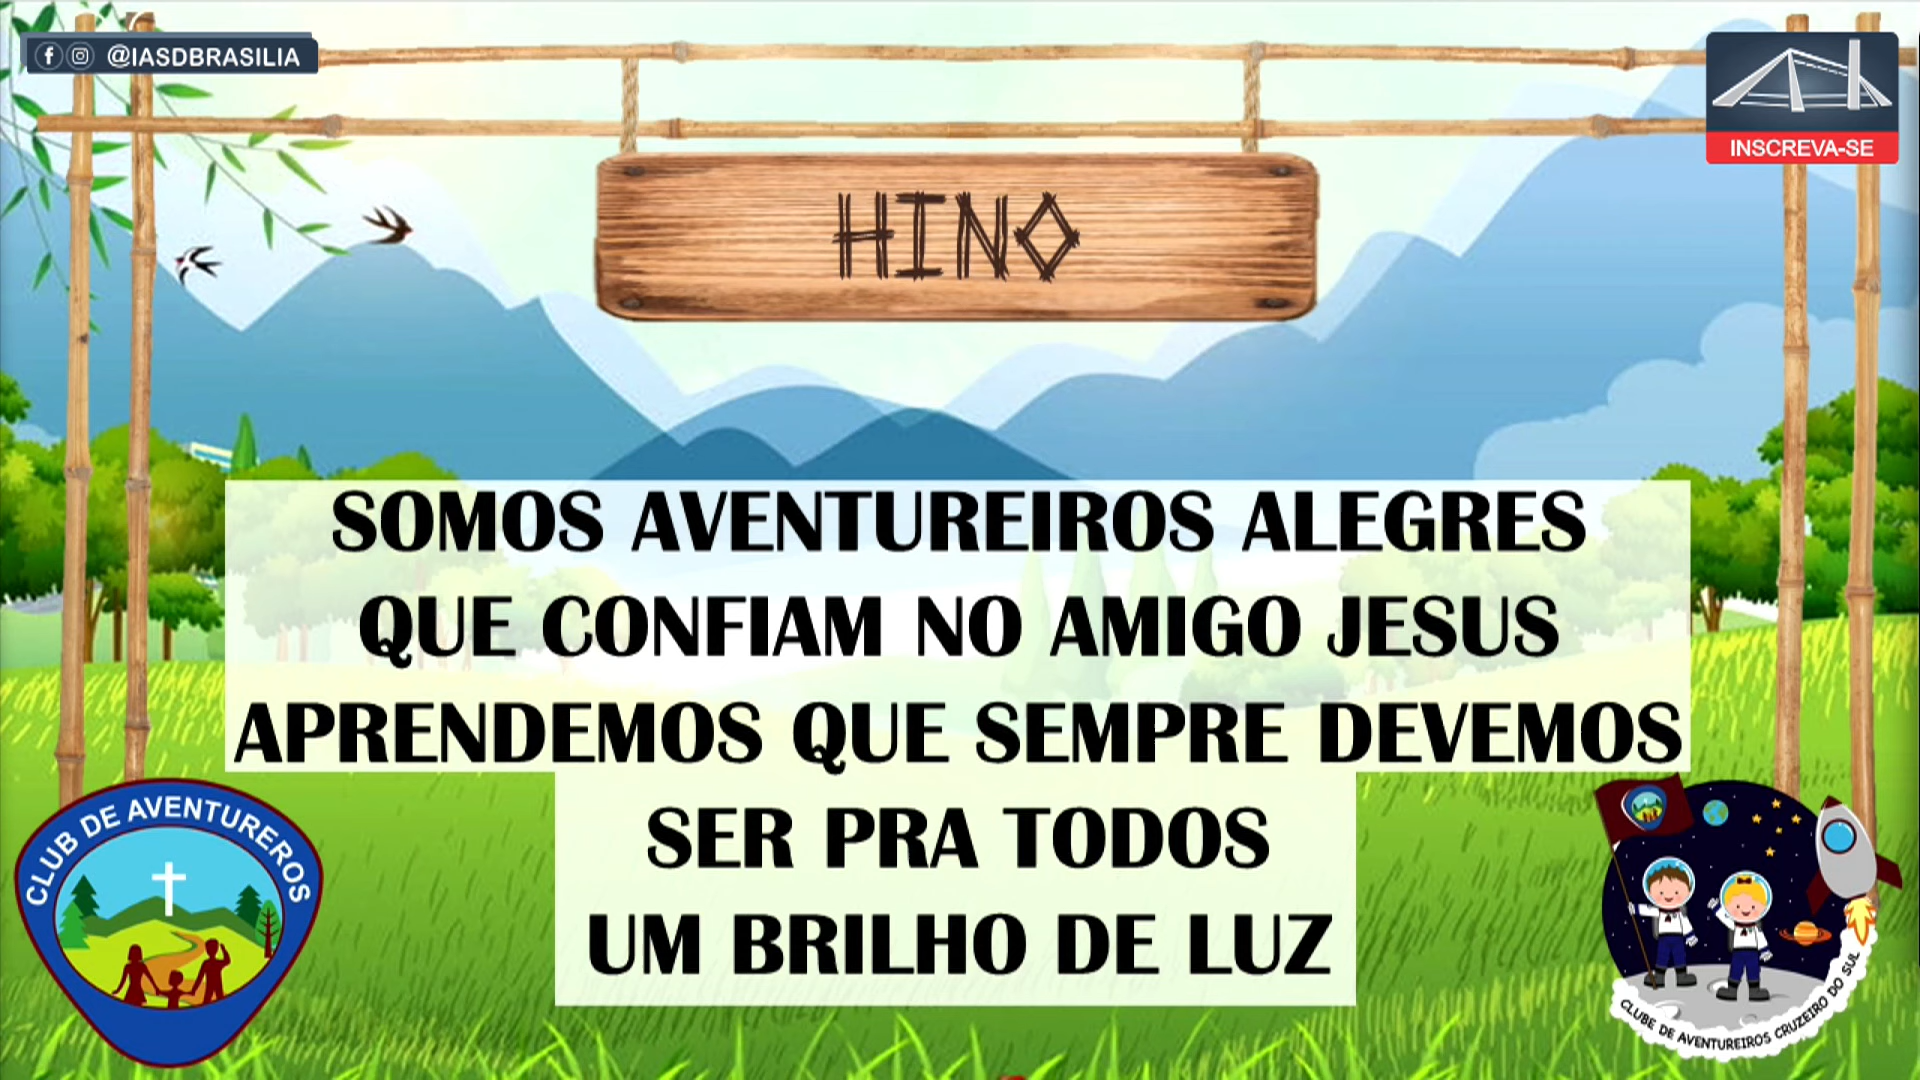 @IASDBRASILIA
INSCREVA-SE
HINO
SOMOS AVENTUREIROS ALEGRES
QUE CONFIAM NO AMIGO JESUS
APRENDEMOS QUE SEMPRE DEVEMOS
SER PRA TODOS
UM BRILHO DE LUZ
CLUB DE AVENTUREROS
CLUBE DE AVENTUREIROS CRUZEIRO DO SUL